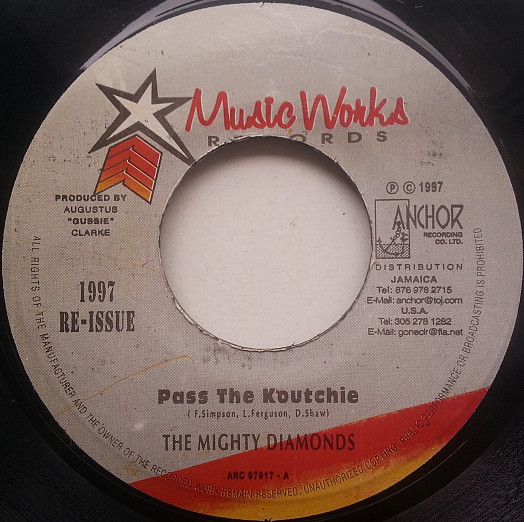 Music Works
RECORDS
PRODUCED BY
AUGUSTUS
"GUSSIE"
CLARKE
℗ © 1997
ANCHOR
RECORDING
CO. LTD.
DISTRIBUTION
JAMAICA
Tel: 876 978 2715
E-Mail: anchor@toj.com
U.S.A.
Tel: 305 278 1282
E-Mail: goneclr@fla.net
1997
RE-ISSUE
Pass The Koutchie
( F.Simpson, L.Ferguson, D.Shaw)
THE MIGHTY DIAMONDS
ARC 97917 - A
ALL RIGHTS OF THE MANUFACTURER AND THE OWNER OF THE RECORDED WORK REMAIN RESERVED. UNAUTHORIZED COPYING, PUBLIC PERFORMANCE OR BROADCASTING IS PROHIBITED